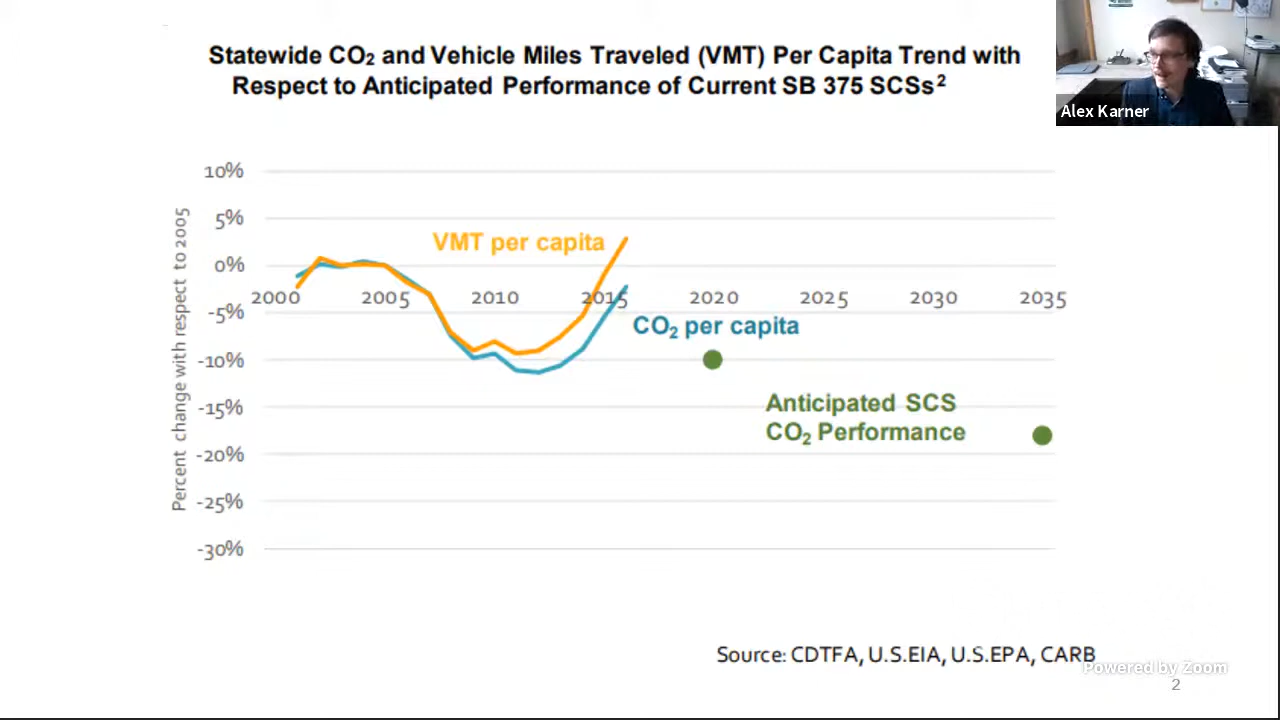 Statewide CO₂ and Vehicle Miles Traveled (VMT) Per Capita Trend with
Respect to Anticipated Performance of Current SB 375 SCSs²
Alex Karner
Percent change with respect to 2005
10%
5%
0%
-5%
-10%
-15%
-20%
-25%
-30%
2000 2005 2010 2015 2020 2025 2030 2035
VMT per capita
CO₂ per capita
Anticipated SCS
CO₂ Performance
Source: CDTFA, U.S.EIA, U.S.EPA, CARB
Powered by Zoom
2